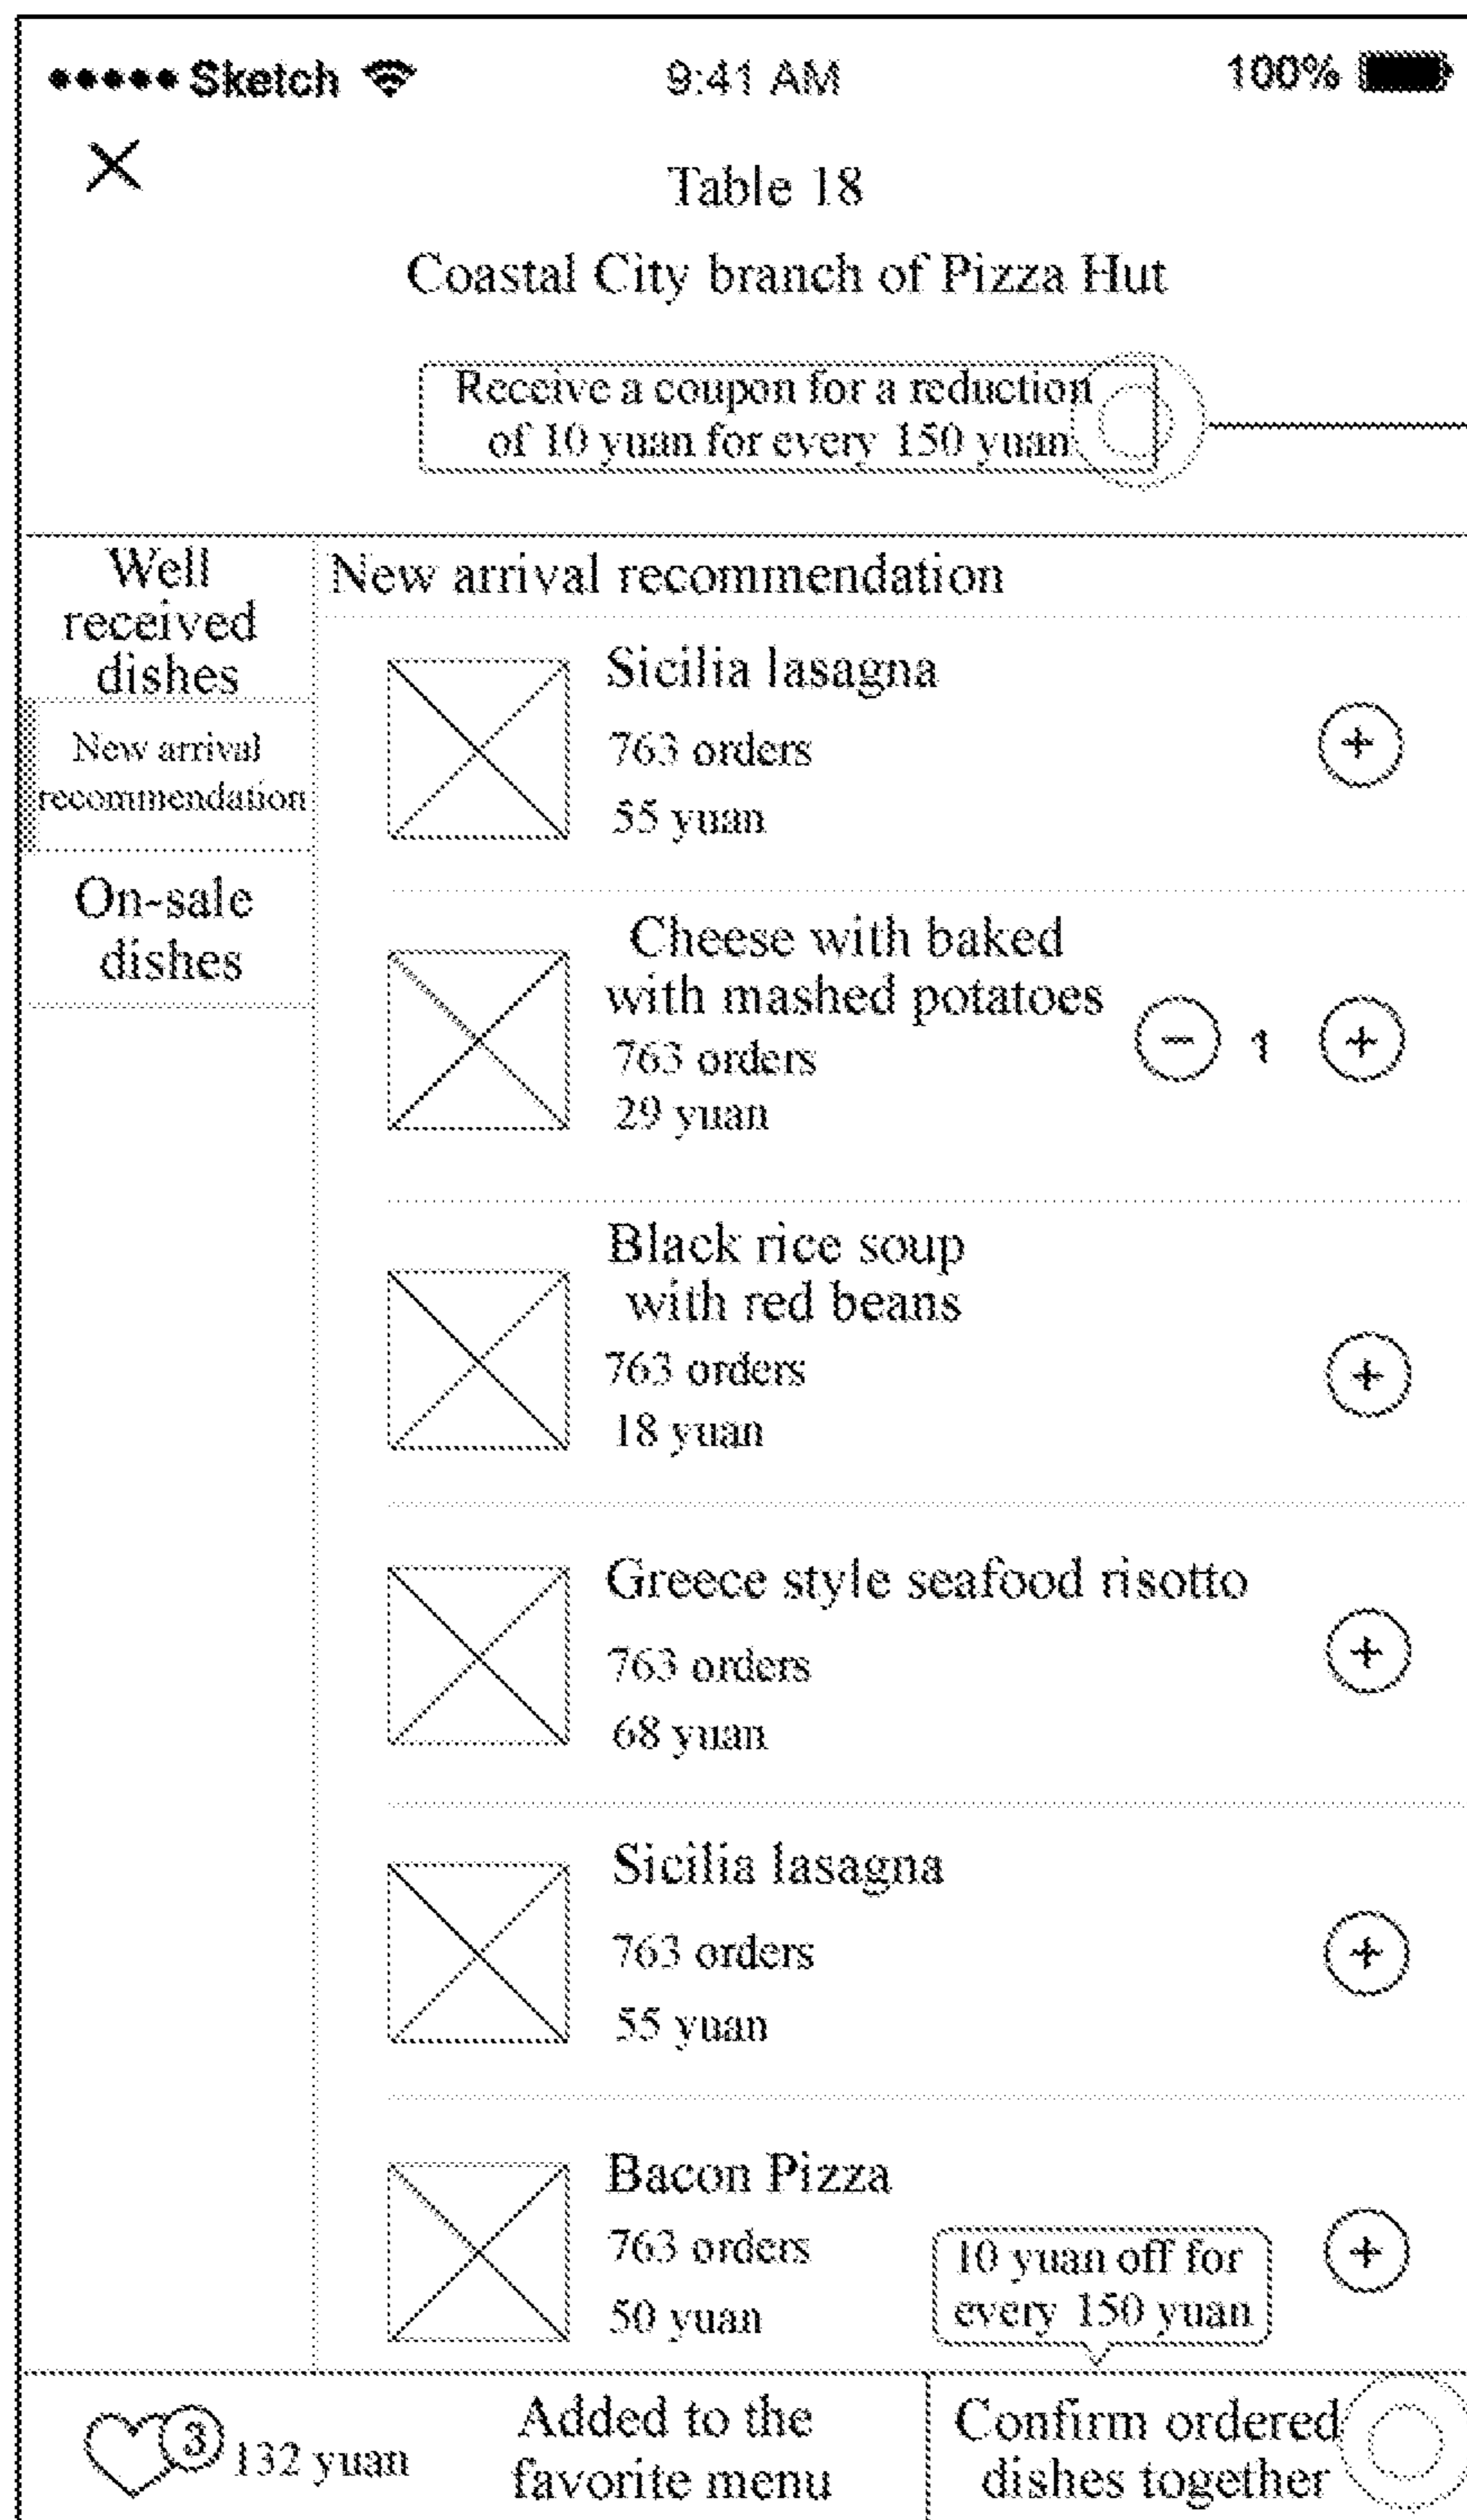 Sketch 9:41 AM 100%
Table 18
Coastal City branch of Pizza Hut
Receive a coupon for a reduction
of 10 yuan for every 150 yuan
Well
received
dishes
New arrival
recommendation
On-sale
dishes
New arrival recommendation
Sicilia lasagna
763 orders
55 yuan
+
Cheese with baked
with mashed potatoes
763 orders
29 yuan
− 1 +
Black rice soup
with red beans
763 orders
18 yuan
+
Greece style seafood risotto
763 orders
68 yuan
+
Sicilia lasagna
763 orders
55 yuan
+
Bacon Pizza
763 orders
50 yuan
+
10 yuan off for
every 150 yuan
3 132 yuan
Added to the
favorite menu
Confirm ordered
dishes together